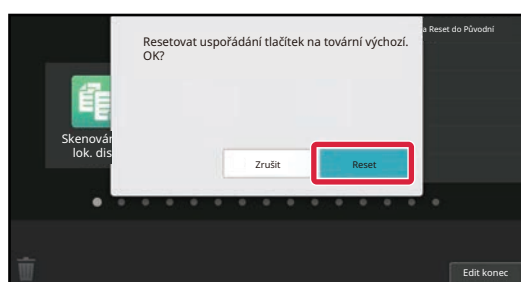 a Reset do Původní
Resetovat uspořádání tlačítek na tovární výchozí.
OK?
Skenován
lok. dis
Zrušit
Reset
Edit konec